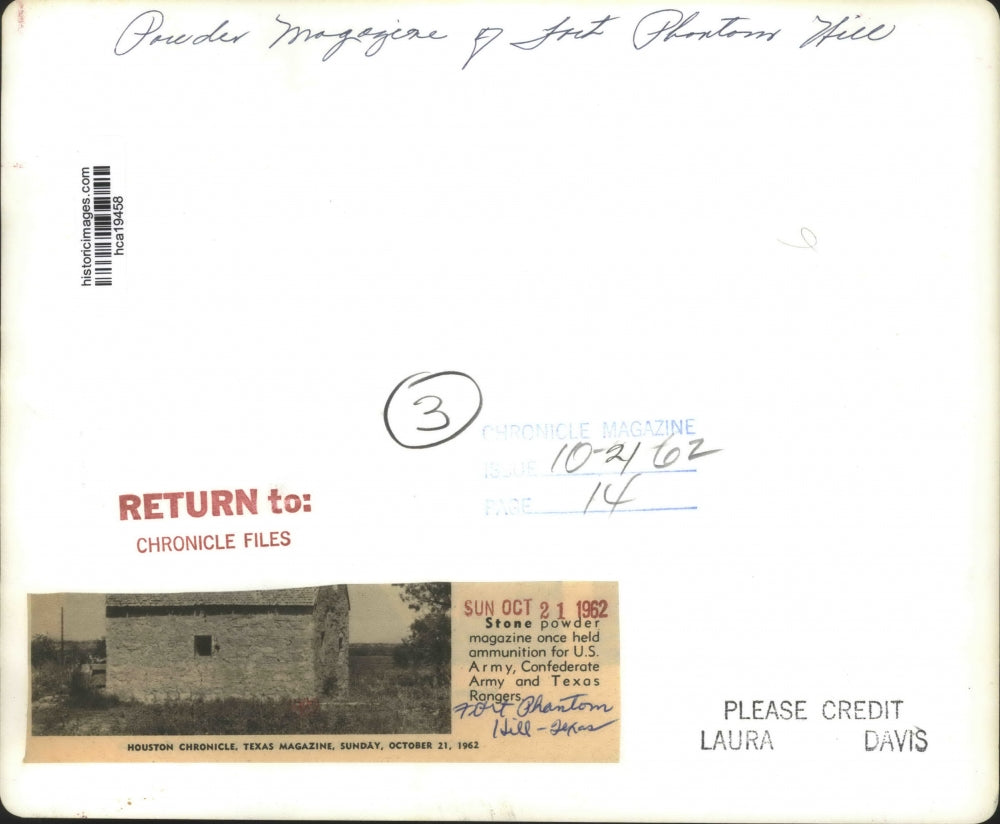 Powder Magazine of Fort Phantom Hill
historicimages.com
hca19458
6
3
CHRONICLE MAGAZINE
ISSUE 10-21 62
PAGE 14
RETURN to:
CHRONICLE FILES
SUN OCT 21 1962
Stone powder
magazine once held
ammunition for U.S.
Army, Confederate
Army and Texas
Rangers.
Fort Phantom
Hill - Texas
HOUSTON CHRONICLE, TEXAS MAGAZINE, SUNDAY, OCTOBER 21, 1962
PLEASE CREDIT
LAURA DAVIS